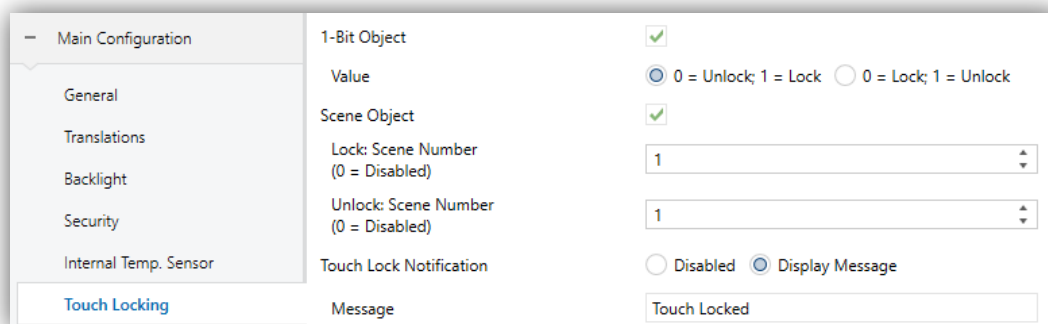 Main Configuration
General
Translations
Backlight
Security
Internal Temp. Sensor
Touch Locking
1-Bit Object
Value
0 = Unlock; 1 = Lock
0 = Lock; 1 = Unlock
Scene Object
Lock: Scene Number
(0 = Disabled)
1
Unlock: Scene Number
(0 = Disabled)
1
Touch Lock Notification
Disabled
Display Message
Message
Touch Locked